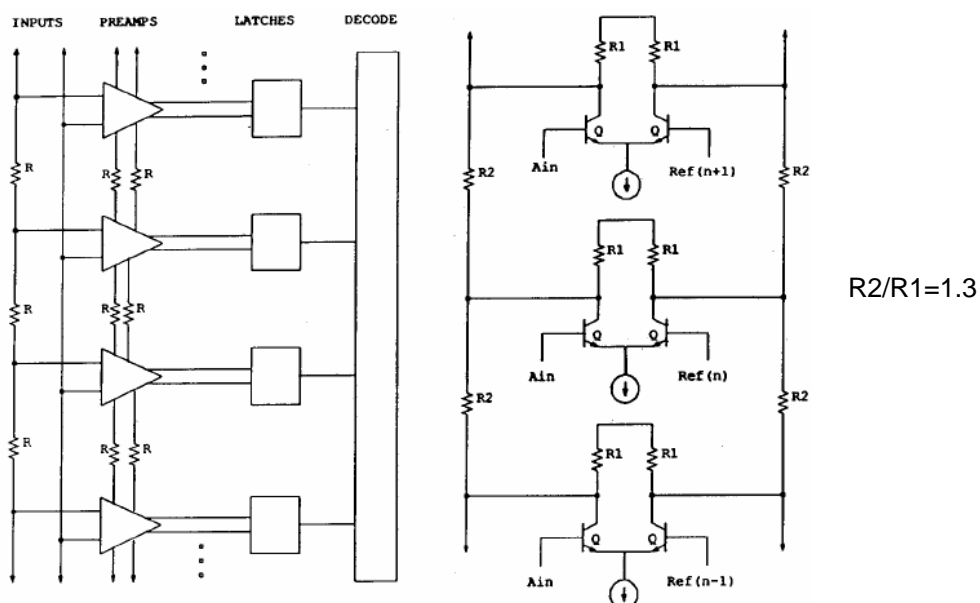 INPUTS PREAMPS LATCHES DECODE
R
R R
R
R R
R
R R
R1 R1
Q Q
Ain Ref(n+1)
R2 R2
R1 R1
Q Q
Ain Ref(n)
R2 R2
R1 R1
Q Q
Ain Ref(n-1)
R2/R1=1.3